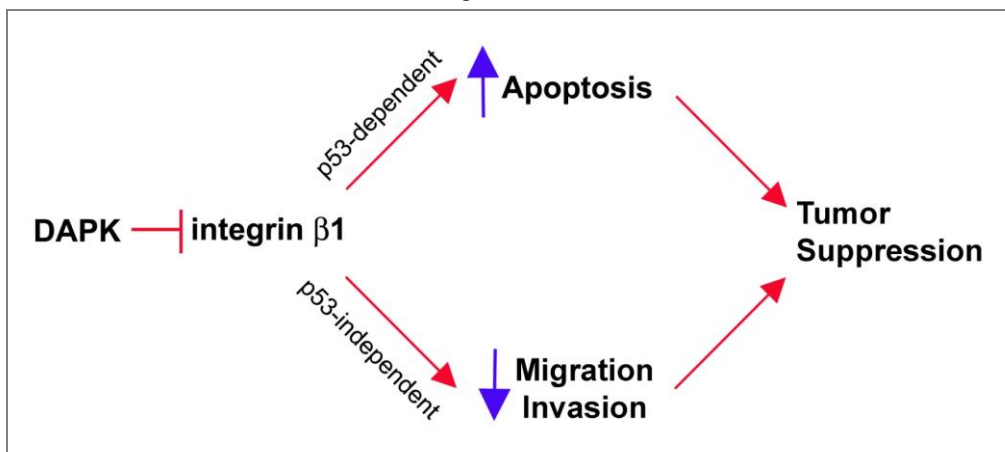 p53-dependent
Apoptosis
DAPK
integrin β1
Tumor
Suppression
p53-independent
Migration
Invasion